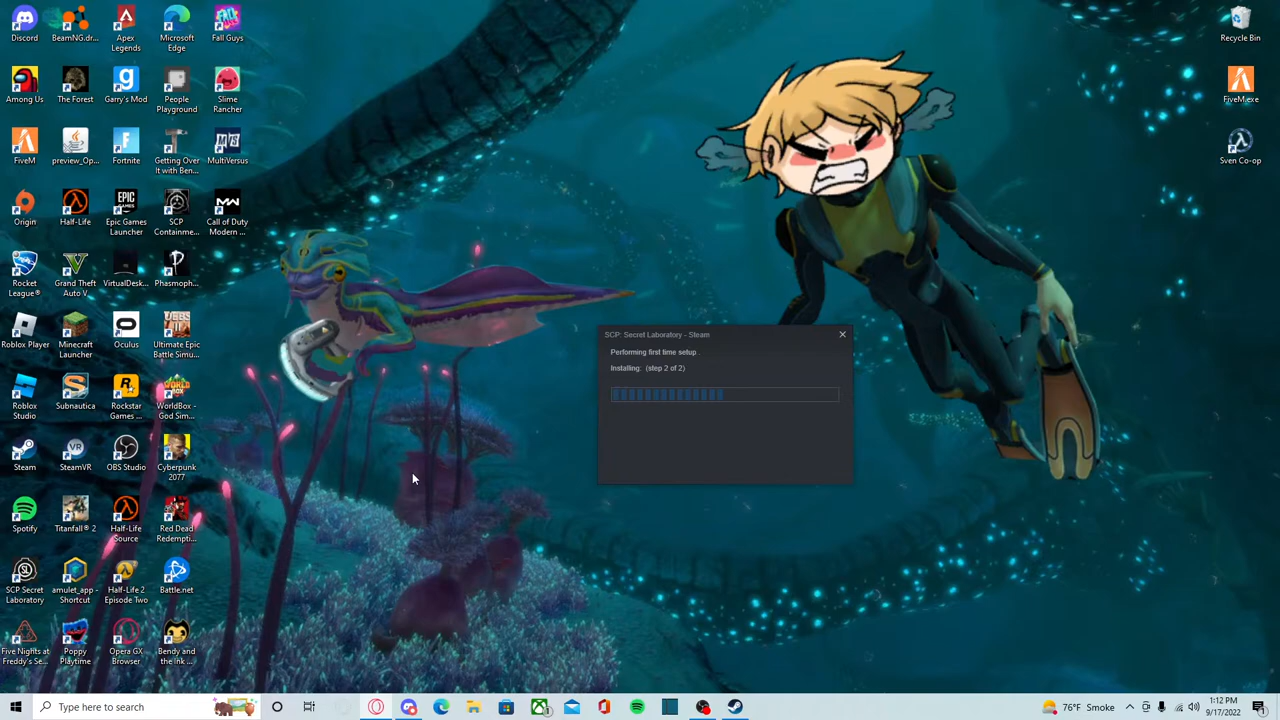 Discord
BeamNG.dr...
Apex
Legends
Microsoft
Edge
Fall Guys
Among Us
The Forest
Garry's Mod
People
Playground
Slime
Rancher
FiveM
preview_Op...
Fortnite
Getting Over
It with Ben...
MultiVersus
Origin
Half-Life
EPIC
GAMES
Epic Games
Launcher
SCP
Containme...
MW
Call of Duty
Modern ...
Rocket
League®
Grand Theft
Auto V
VirtualDesk...
Phasmoph...
Roblox Player
Minecraft
Launcher
Oculus
Ultimate Epic
Battle Simu...
Roblox
Studio
Subnautica
Rockstar
Games ...
WORLD
BOX
WorldBox -
God Sim...
Steam
VR
SteamVR
OBS Studio
Cyberpunk
2077
Spotify
Titanfall® 2
Half-Life
Source
Red Dead
Redempti...
SL
SCP Secret
Laboratory
amulet_app -
Shortcut
Half-Life 2
Episode Two
Battle.net
Five Nights at
Freddy's Se...
Poppy
Playtime
Opera GX
Browser
Bendy and
the Ink ...
Recycle Bin
FiveM.exe
Sven Co-op
SCP: Secret Laboratory - Steam
Performing first time setup .
Installing: (step 2 of 2)
Type here to search
76°F Smoke
1:12 PM
9/17/2022